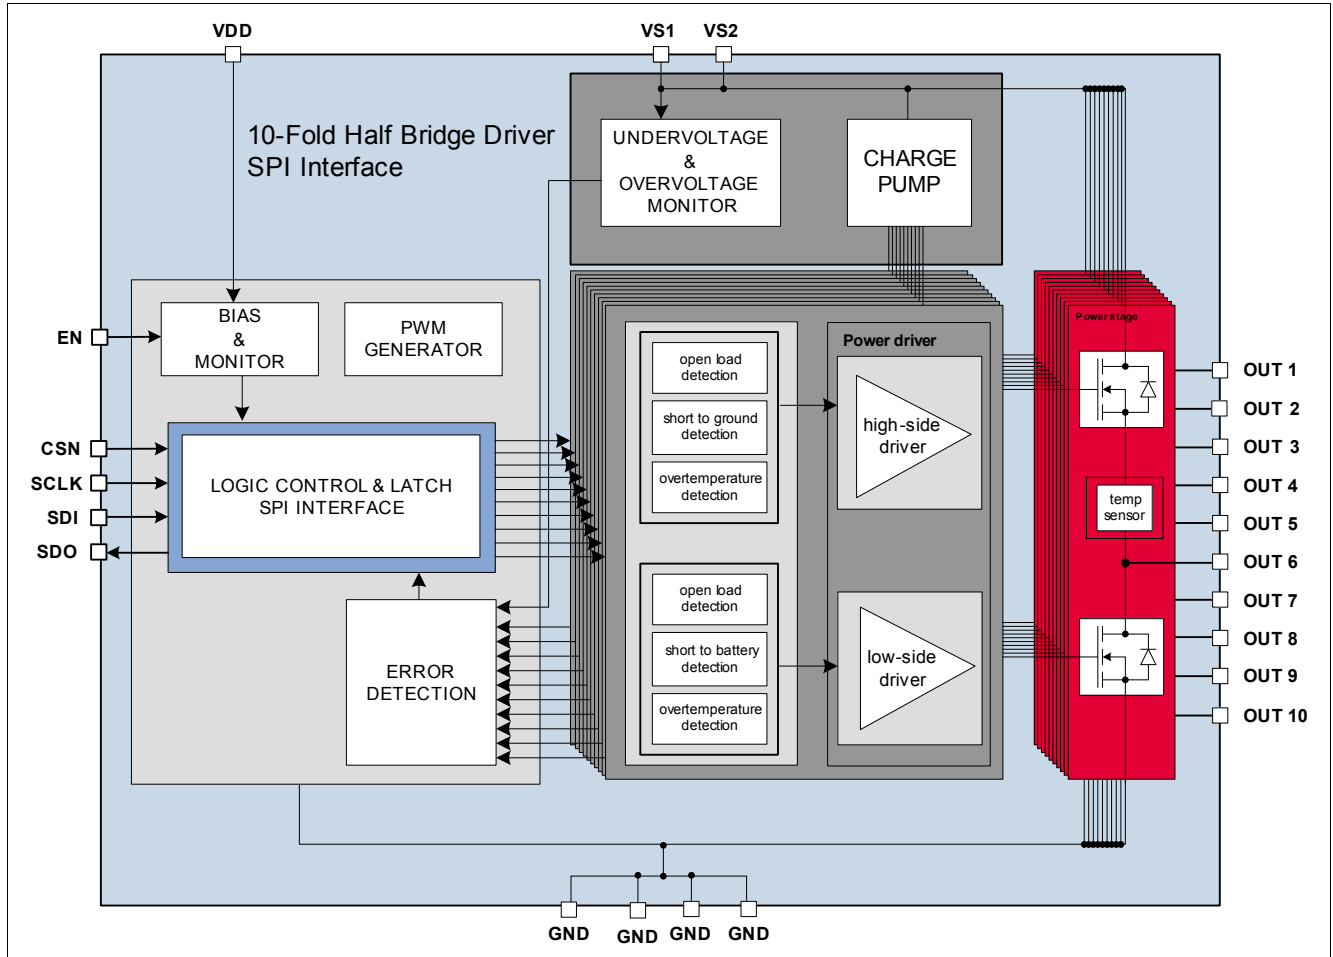 VDD
VS1
VS2
10-Fold Half Bridge Driver
SPI Interface
UNDERVOLTAGE
&
OVERVOLTAGE
MONITOR
CHARGE
PUMP
BIAS
&
MONITOR
PWM
GENERATOR
EN
CSN
SCLK
SDI
SDO
LOGIC CONTROL & LATCH
SPI INTERFACE
ERROR
DETECTION
open load
detection
short to ground
detection
overtemperature
detection
open load
detection
short to battery
detection
overtemperature
detection
Power driver
high-side
driver
low-side
driver
Power stage
temp
sensor
OUT 1
OUT 2
OUT 3
OUT 4
OUT 5
OUT 6
OUT 7
OUT 8
OUT 9
OUT 10
GND
GND
GND
GND